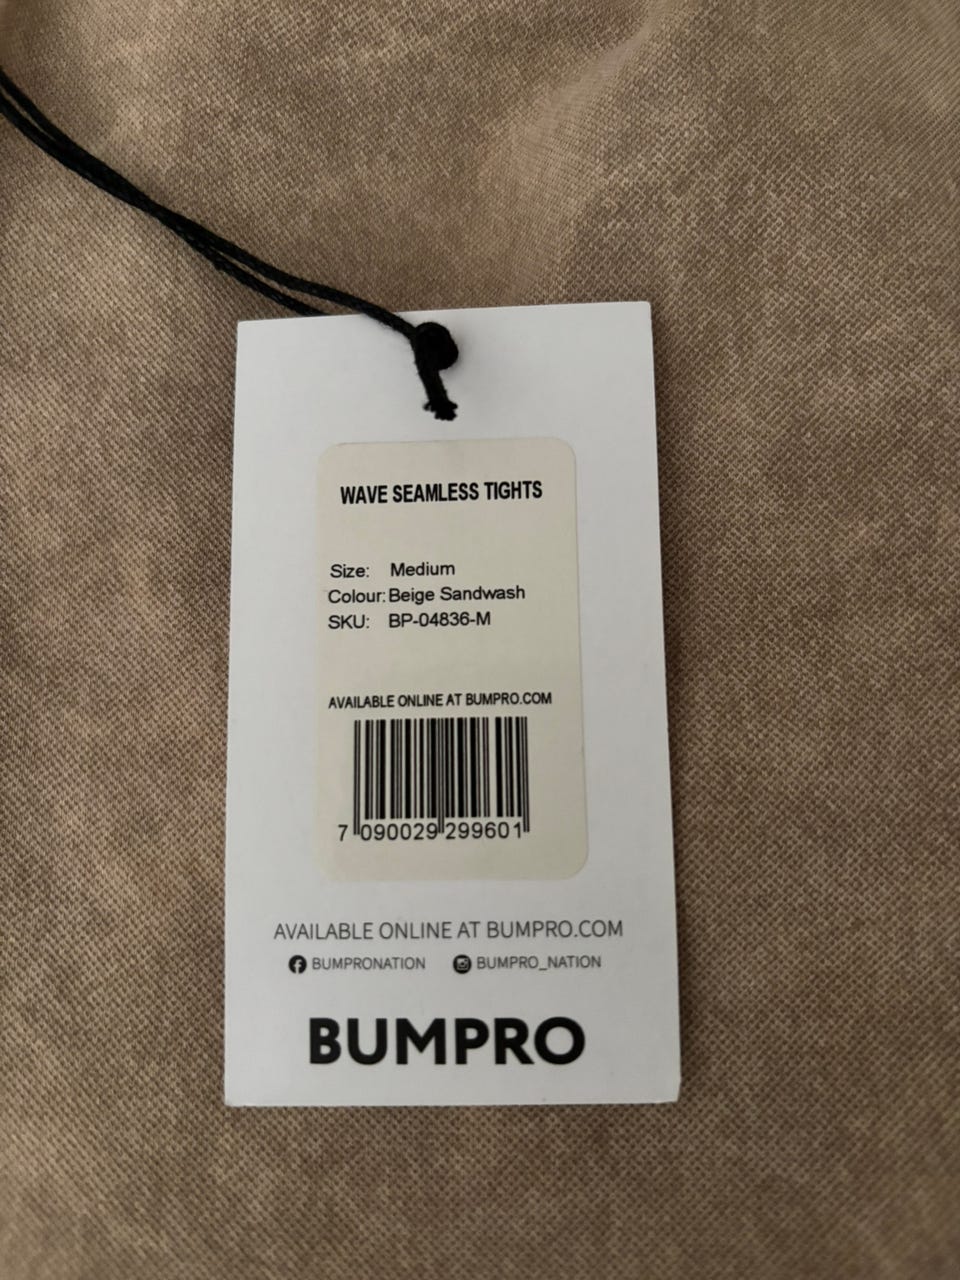 WAVE SEAMLESS TIGHTS
Size: Medium
Colour: Beige Sandwash
SKU: BP-04836-M
AVAILABLE ONLINE AT BUMPRO.COM
7 090029 299601
AVAILABLE ONLINE AT BUMPRO.COM
BUMPRONATION BUMPRO_NATION
BUMPRO